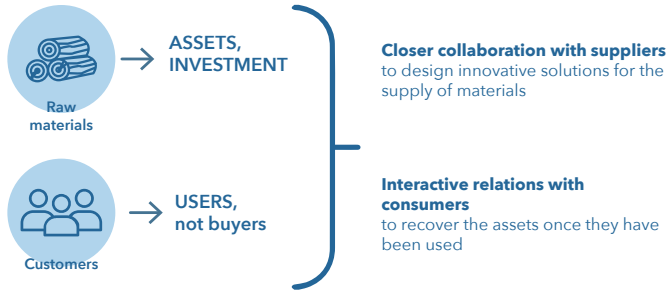 Raw
materials
ASSETS,
INVESTMENT
Customers
USERS,
not buyers
Closer collaboration with suppliers
to design innovative solutions for the
supply of materials
Interactive relations with
consumers
to recover the assets once they have
been used